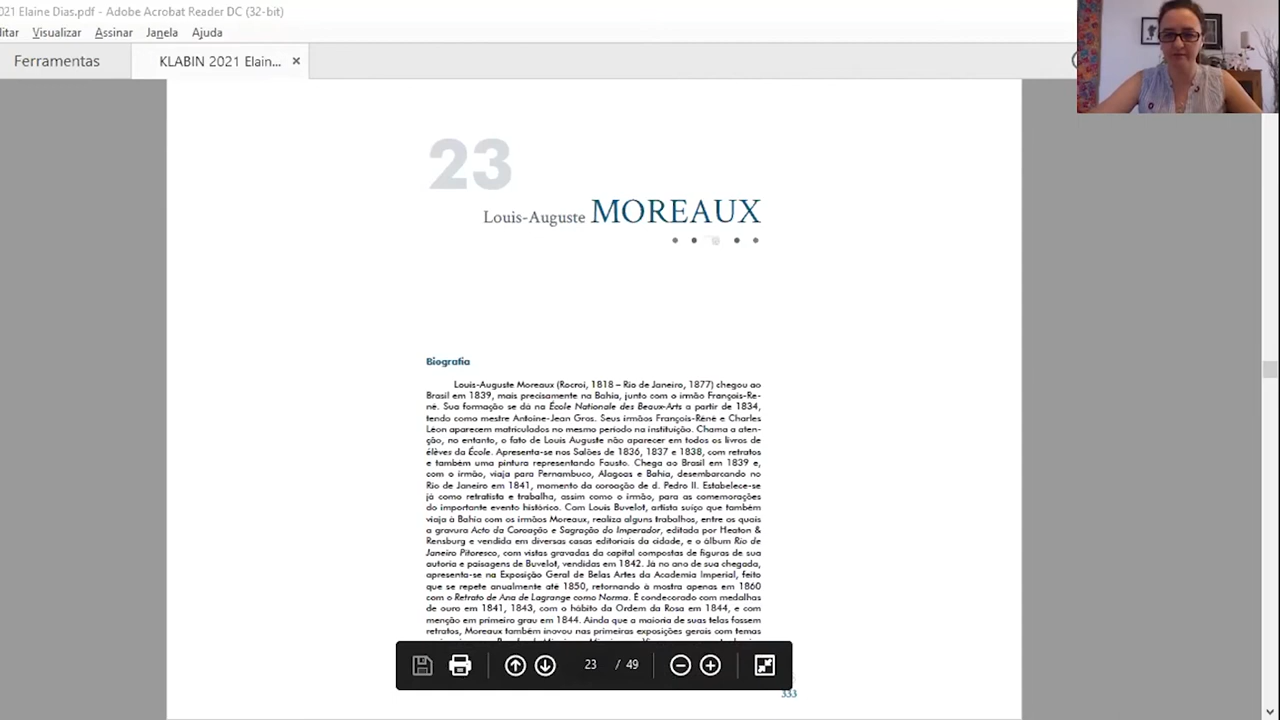 021 Elaine Dias.pdf - Adobe Acrobat Reader DC (32-bit)
itar Visualizar Assinar Janela Ajuda
Ferramentas KLABIN 2021 Elain... ×
23
Louis-Auguste MOREAUX
Biografia
Louis-Auguste Moreaux (Rocroi, 1818 – Rio de Janeiro, 1877) chegou ao
Brasil em 1839, mais precisamente na Bahia, junto com o irmão François-Re-
né. Sua formação se dá na École Nationale des Beaux-Arts a partir de 1834,
tendo como mestre Antoine-Jean Gros. Seus irmãos François-Réné e Charles
Léon aparecem matriculados no mesmo período na instituição. Chama a aten-
ção, no entanto, o fato de Louis Auguste não aparecer em todos os livros de
élèves da École. Apresenta-se nos Salões de 1836, 1837 e 1838, com retratos
e também uma pintura representando Fausto. Chega ao Brasil em 1839 e,
com o irmão, viaja para Pernambuco, Alagoas e Bahia, desembarcando no
Rio de Janeiro em 1841, momento da coroação de d. Pedro II. Estabelece-se
já como retratista e trabalha, assim como o irmão, para as comemorações
do importante evento histórico. Com Louis Buvelot, artista suíço que também
viaja à Bahia com os irmãos Moreaux, realiza alguns trabalhos, entre os quais
a gravura Acto da Coroação e Sagração do Imperador, editada por Heaton &
Rensburg e vendida em diversas casas editoriais da cidade, e o álbum Rio de
Janeiro Pitoresco, com vistas gravadas da capital compostas de figuras de sua
autoria e paisagens de Buvelot, vendidas em 1842. Já no ano de sua chegada,
apresenta-se na Exposição Geral de Belas Artes da Academia Imperial, feito
que se repete anualmente até 1850, retornando à mostra apenas em 1860
com o Retrato de Ana de Lagrange como Norma. É condecorado com medalhas
de ouro em 1841, 1843, com o hábito da Ordem da Rosa em 1844, e com
menção em primeiro grau em 1844. Ainda que a maioria de suas telas fossem
retratos, Moreaux também inovou nas primeiras exposições gerais com temas
23 / 49
333